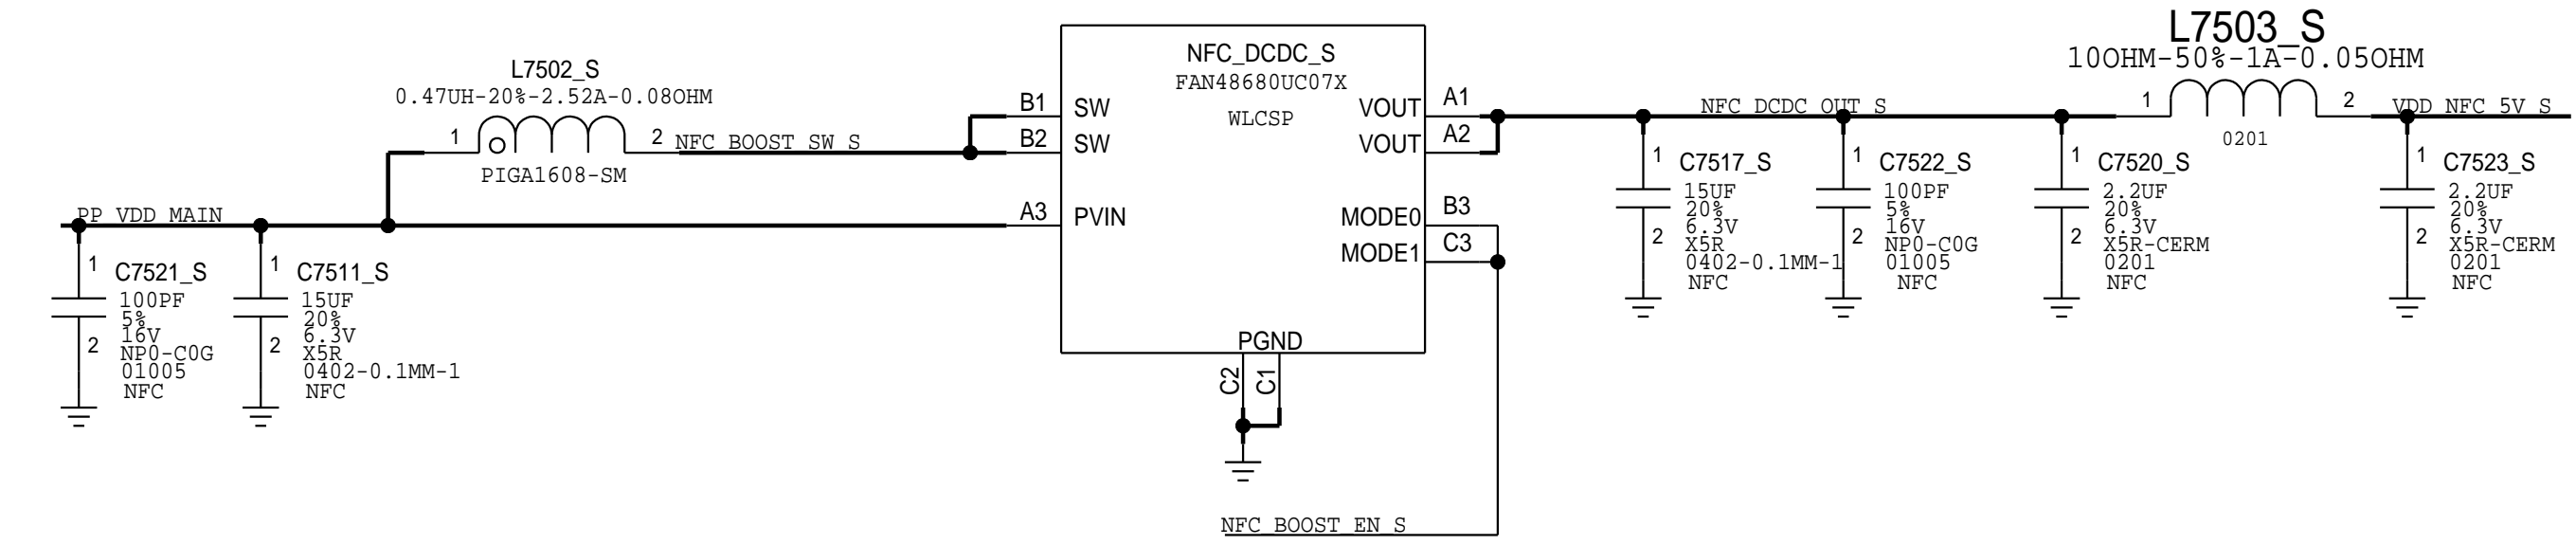 L7502_S
0.47UH-20%-2.52A-0.08OHM
1
2
NFC_BOOST_SW_S
PIGA1608-SM
PP_VDD_MAIN
1
C7521_S
100PF
5%
16V
2
NP0-C0G
01005
NFC
1
C7511_S
15UF
20%
6.3V
2
X5R
0402-0.1MM-1
NFC
NFC_DCDC_S
FAN48680UC07X
WLCSP
B1
SW
B2
SW
A3
PVIN
VOUT
A1
VOUT
A2
MODE0
B3
MODE1
C3
PGND
C2
C1
NFC_BOOST_EN_S
NFC_DCDC_OUT_S
L7503_S
10OHM-50%-1A-0.05OHM
1
2
0201
VDD_NFC_5V_S
1
C7517_S
15UF
20%
6.3V
2
X5R
0402-0.1MM-1
NFC
1
C7522_S
100PF
5%
16V
2
NP0-C0G
01005
NFC
1
C7520_S
2.2UF
20%
6.3V
2
X5R-CERM
0201
NFC
1
C7523_S
2.2UF
20%
6.3V
2
X5R-CERM
0201
NFC